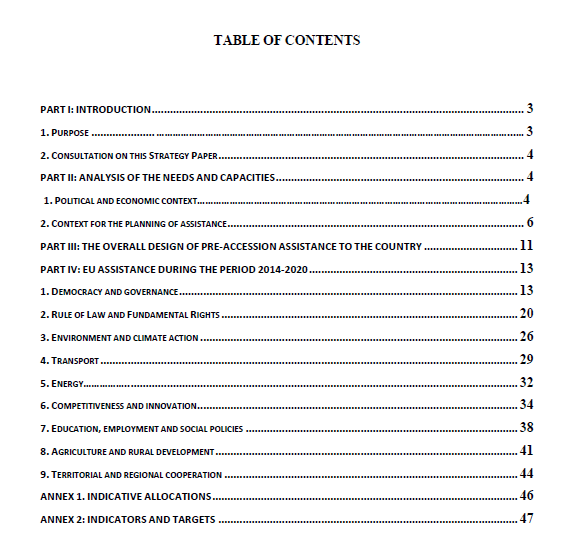 TABLE OF CONTENTS
PART I: INTRODUCTION........................................................................................................ 3
1. PURPOSE ..................... ........................................................................................................... 3
2. CONSULTATION ON THIS STRATEGY PAPER.............................................................................. 4
PART II: ANALYSIS OF THE NEEDS AND CAPACITIES............................................................... 4
1. POLITICAL AND ECONOMIC CONTEXT.......................................................................................4
2. CONTEXT FOR THE PLANNING OF ASSISTANCE........................................................................... 6
PART III: THE OVERALL DESIGN OF PRE-ACCESSION ASSISTANCE TO THE COUNTRY ....................... 11
PART IV: EU ASSISTANCE DURING THE PERIOD 2014-2020.................................................... 13
1. DEMOCRACY AND GOVERNANCE......................................................................................... 13
2. RULE OF LAW AND FUNDAMENTAL RIGHTS ............................................................................ 20
3. ENVIRONMENT AND CLIMATE ACTION ................................................................................... 26
4. TRANSPORT ........................................................................................................................ 29
5. ENERGY............................................................................................................................. 32
6. COMPETITIVENESS AND INNOVATION..................................................................................... 34
7. EDUCATION, EMPLOYMENT AND SOCIAL POLICIES ..................................................................... 38
8. AGRICULTURE AND RURAL DEVELOPMENT............................................................................... 41
9. TERRITORIAL AND REGIONAL COOPERATION ............................................................................ 44
ANNEX 1. INDICATIVE ALLOCATIONS.................................................................................... 46
ANNEX 2: INDICATORS AND TARGETS ................................................................................... 47